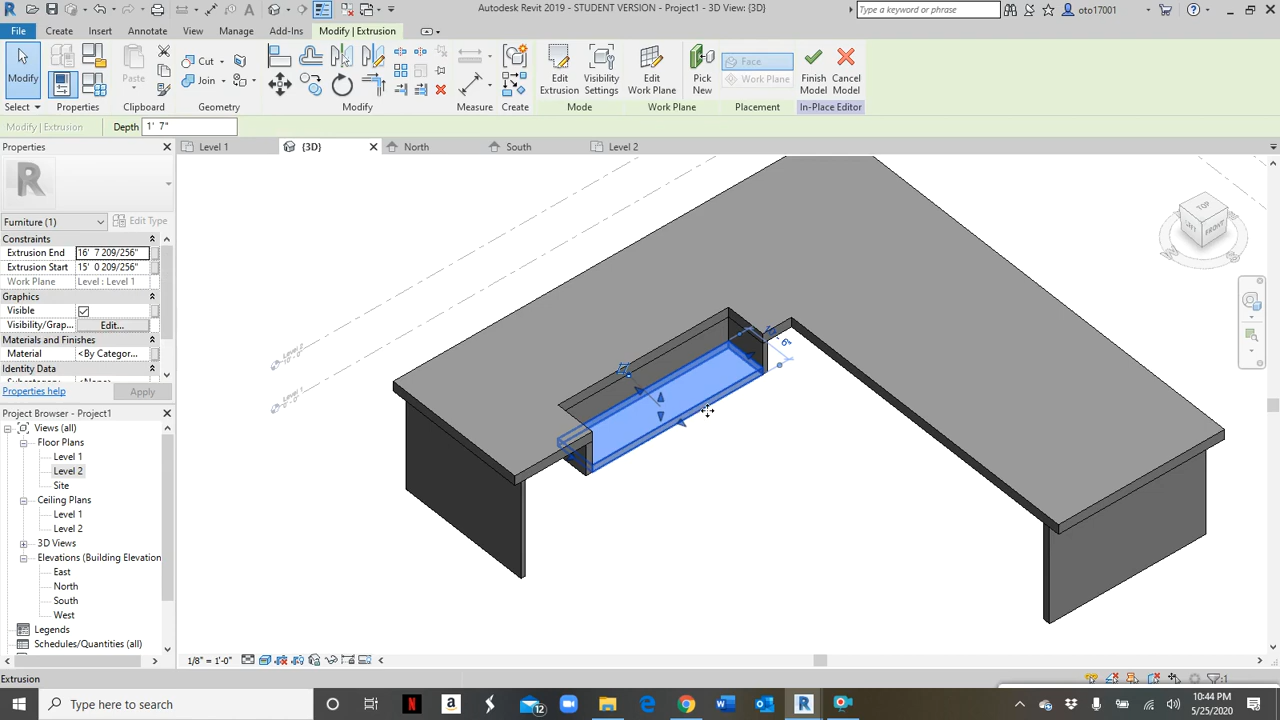 Autodesk Revit 2019 - STUDENT VERSION - Project1 - 3D View: {3D}
Type a keyword or phrase
oto17001
File
Create
Insert
Annotate
View
Manage
Add-Ins
Modify | Extrusion
Modify
Paste
Cut
Join
Edit Extrusion
Visibility Settings
Edit Work Plane
Pick New
Face
Work Plane
Finish Model
Cancel Model
Select
Properties
Clipboard
Geometry
Modify
Measure
Create
Mode
Work Plane
Placement
In-Place Editor
Modify | Extrusion
Depth
1' 7"
Properties
Level 1
{3D}
North
South
Level 2
R
Furniture (1)
Edit Type
Constraints
Extrusion End
16' 7 209/256"
Extrusion Start
15' 0 209/256"
Work Plane
Level : Level 1
Graphics
Visible
Visibility/Grap...
Edit...
Materials and Finishes
Material
<By Categor...
Identity Data
Properties help
Apply
Project Browser - Project1
Views (all)
Floor Plans
Level 1
Level 2
Site
Ceiling Plans
Level 1
Level 2
3D Views
Elevations (Building Elevation
East
North
South
West
Legends
Schedules/Quantities (all)
TOP
FRONT
1/8" = 1'-0"
Extrusion
:1
Type here to search
12
10:44 PM
5/25/2020